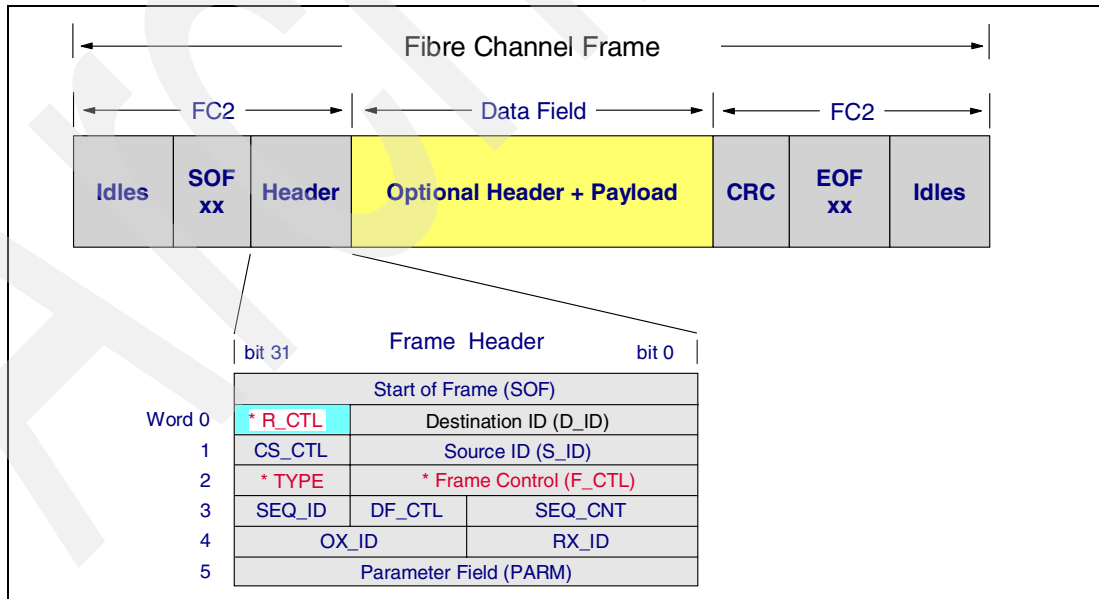 Fibre Channel Frame
FC2 Data Field FC2
Idles SOF xx Header Optional Header + Payload CRC EOF xx Idles
Frame Header
bit 31 bit 0
Start of Frame (SOF)
Word 0 * R_CTL Destination ID (D_ID)
1 CS_CTL Source ID (S_ID)
2 * TYPE * Frame Control (F_CTL)
3 SEQ_ID DF_CTL SEQ_CNT
4 OX_ID RX_ID
5 Parameter Field (PARM)